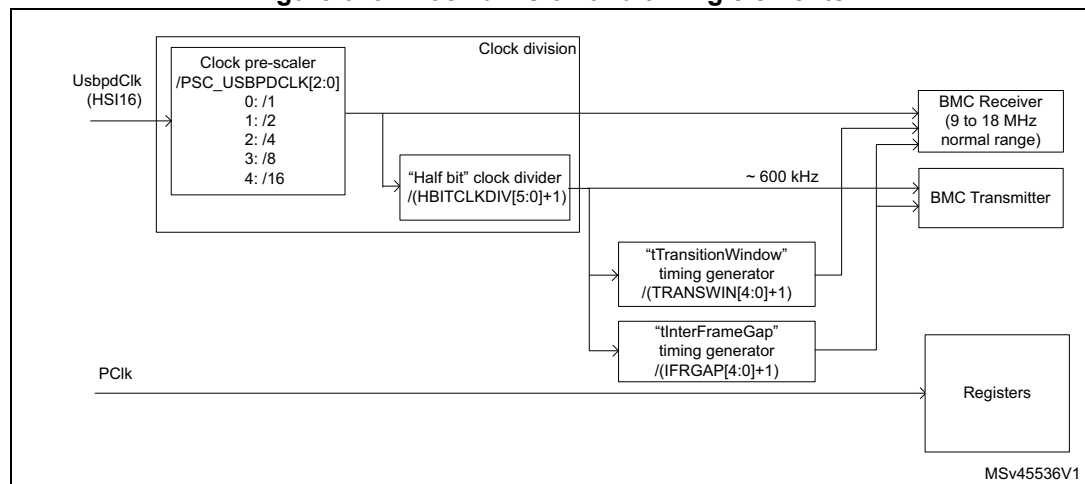 Clock division
Clock pre-scaler
/PSC_USBPDCLK[2:0]
0: /1
1: /2
2: /4
3: /8
4: /16
UsbpdClk
(HSI16)
BMC Receiver
(9 to 18 MHz
normal range)
“Half bit” clock divider
/(HBITCLKDIV[5:0]+1)
~ 600 kHz
BMC Transmitter
“tTransitionWindow”
timing generator
/(TRANSWIN[4:0]+1)
“tInterFrameGap”
timing generator
/(IFRGAP[4:0]+1)
PClk
Registers
MSv45536V1